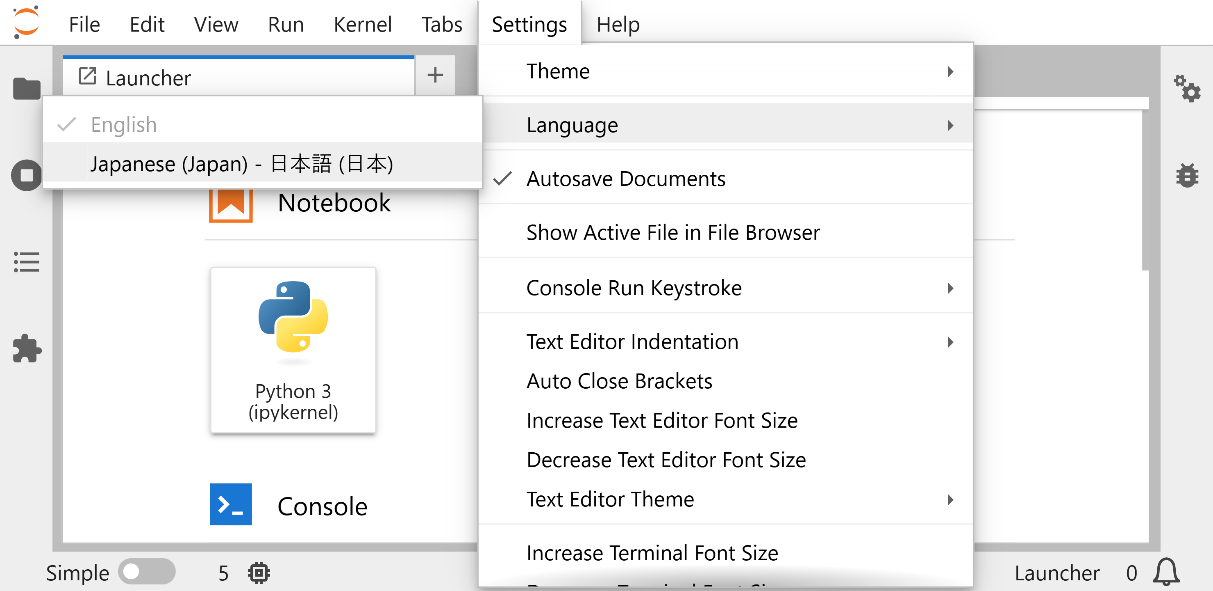 File Edit View Run Kernel Tabs Settings Help
Launcher +
English
Japanese (Japan) - 日本語 (日本)
Notebook
Python 3
(ipykernel)
Console
Theme
Language
Autosave Documents
Show Active File in File Browser
Console Run Keystroke
Text Editor Indentation
Auto Close Brackets
Increase Text Editor Font Size
Decrease Text Editor Font Size
Text Editor Theme
Increase Terminal Font Size
Simple 5 Launcher 0